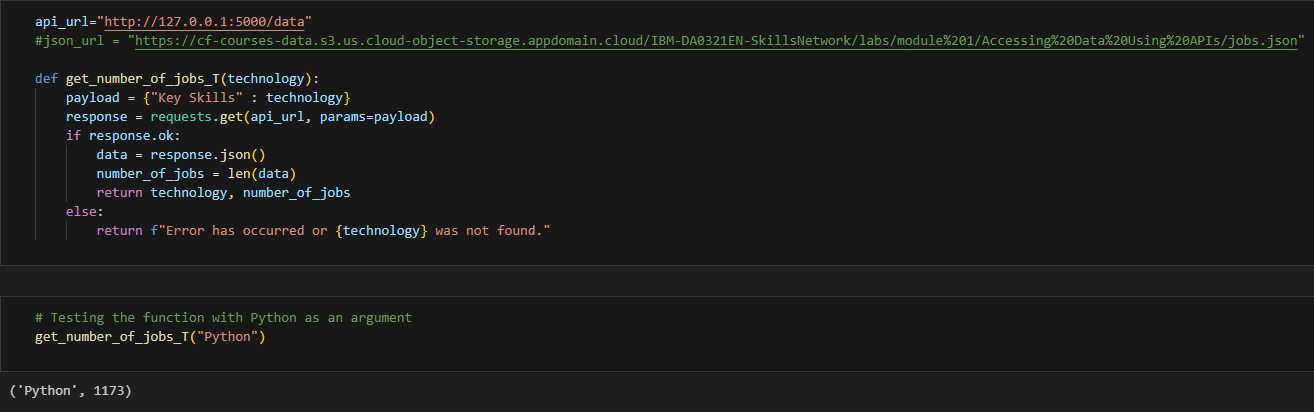 api_url="http://127.0.0.1:5000/data"
#json_url = "https://cf-courses-data.s3.us.cloud-object-storage.appdomain.cloud/IBM-DA0321EN-SkillsNetwork/labs/module%201/Accessing%20Data%20Using%20APIs/jobs.json"
def get_number_of_jobs_T(technology):
    payload = {"Key Skills" : technology}
    response = requests.get(api_url, params=payload)
    if response.ok:
        data = response.json()
        number_of_jobs = len(data)
        return technology, number_of_jobs
    else:
        return f"Error has occurred or {technology} was not found."
# Testing the function with Python as an argument
get_number_of_jobs_T("Python")
('Python', 1173)